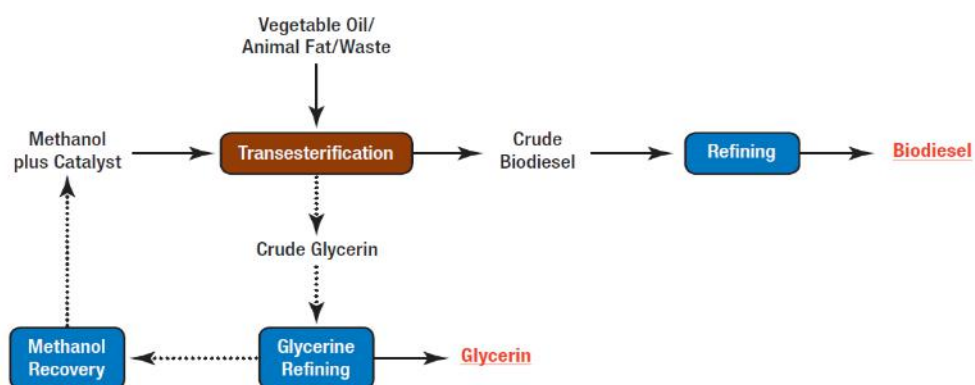 Vegetable Oil/
Animal Fat/Waste
Methanol
plus Catalyst
Transesterification
Crude
Biodiesel
Refining
Biodiesel
Crude Glycerin
Methanol
Recovery
Glycerine
Refining
Glycerin